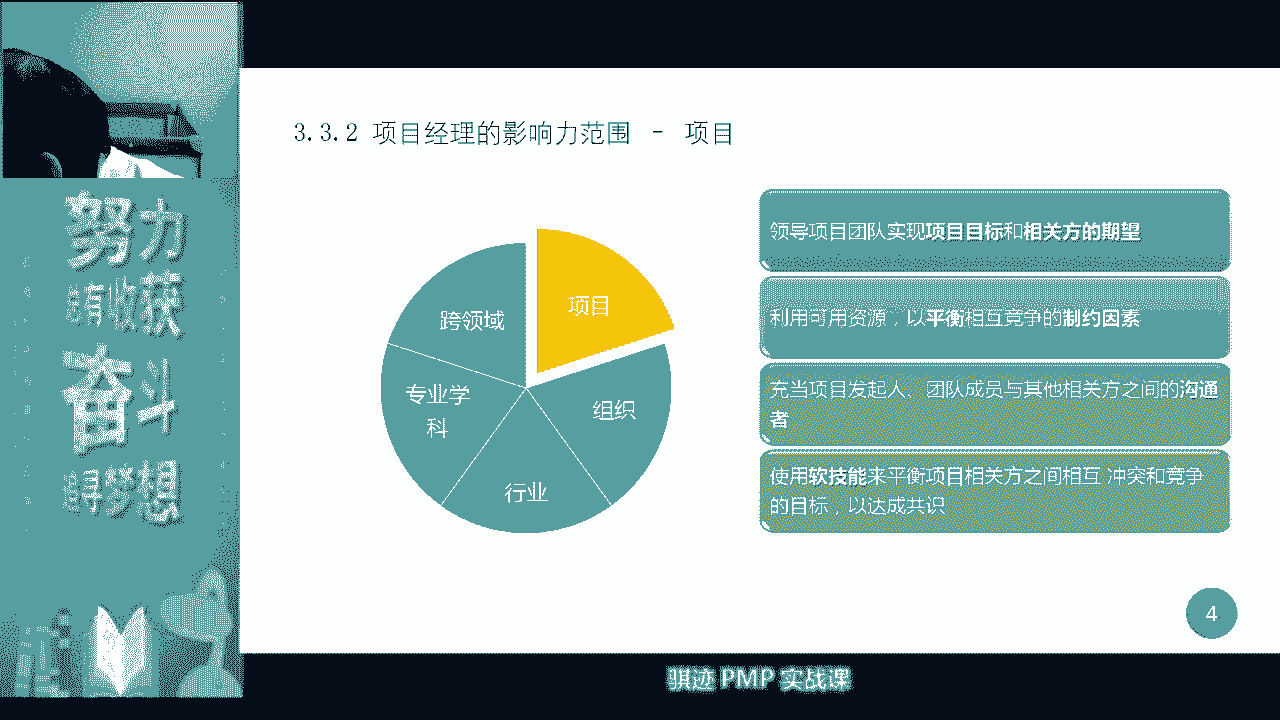 努力
才有收获
奋斗
赢得梦想
3.3.2 项目经理的影响力范围 - 项目
项目
跨领域
专业学
科
组织
行业
领导项目团队实现项目目标和相关方的期望
利用可用资源，以平衡相互竞争的制约因素
充当项目发起人、团队成员与其他相关方之间的沟通
者
使用软技能来平衡项目相关方之间相互 冲突和竞争
的目标，以达成共识
4
骐迹 PMP 实战课